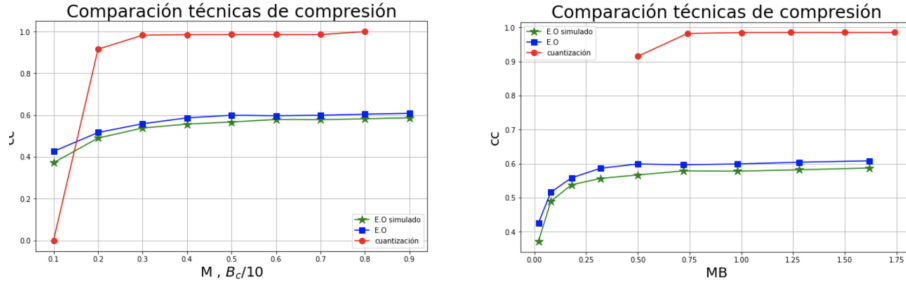 Comparación técnicas de compresión
1.0
0.8
0.6
0.4
0.2
0.0
E.O simulado
E.O
cuantización
0.1 0.2 0.3 0.4 0.5 0.6 0.7 0.8 0.9
M , B_c/10
Comparación técnicas de compresión
E.O simulado
E.O
cuantización
1.0
0.9
0.8
0.7
0.6
0.5
0.4
cc
0.00 0.25 0.50 0.75 1.00 1.25 1.50 1.75
MB